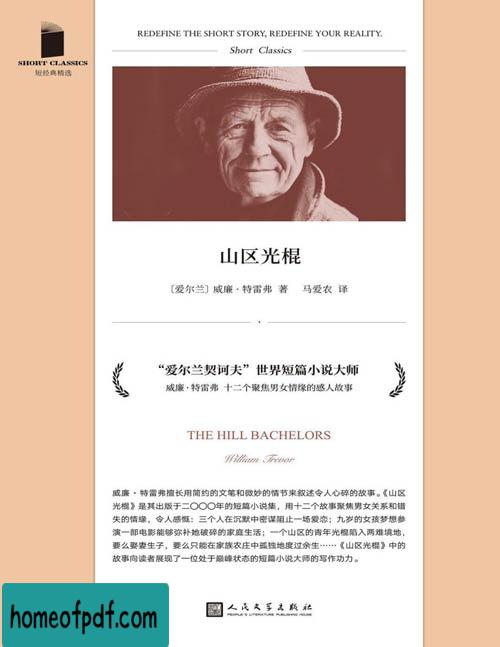 REDEFINE THE SHORT STORY, REDEFINE YOUR REALITY.
Short Classics
SHORT CLASSICS
短经典精选
山区光棍
〔爱尔兰〕威廉·特雷弗 著 马爱农 译
“爱尔兰契诃夫”世界短篇小说大师
威廉·特雷弗 十二个聚焦男女情缘的感人故事
THE HILL BACHELORS
William Trevor
威廉·特雷弗擅长用简约的文笔和微妙的情节来叙述令人心碎的故事。《山
区光棍》是其出版于二〇〇〇年的短篇小说集，用十二个故事聚焦男女关系和错
失的情缘，令人感慨：三个人在沉默中密谋阻止一场爱恋；九岁的女孩梦想参
演一部电影能够弥补她破碎的家庭生活；一个山区的青年光棍陷入两难境地，
要么娶妻生子，要么只能在家族农庄中孤独地度过余生……《山区光棍》中的
故事向读者展现了一位处于巅峰状态的短篇小说大师的写作功力。
人民文学出版社
PEOPLE'S LITERATURE PUBLISHING HOUSE
homeofpdf.com